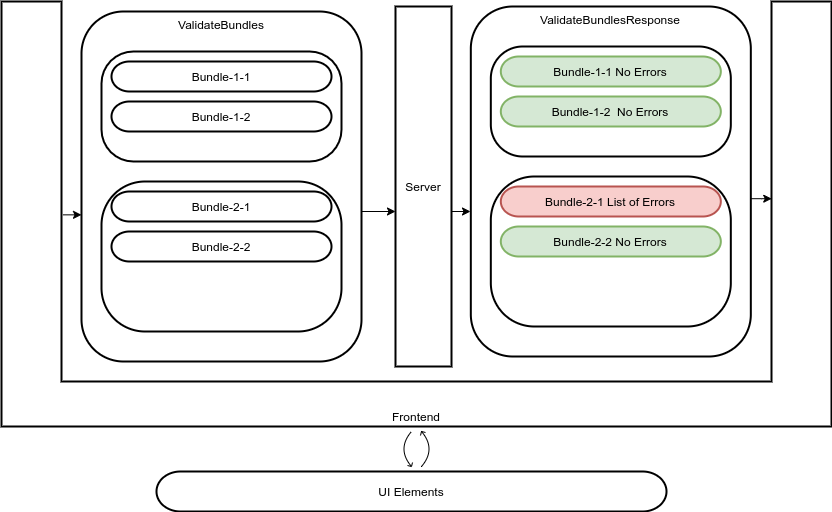 ValidateBundles
Bundle-1-1
Bundle-1-2
Bundle-2-1
Bundle-2-2
Server
ValidateBundlesResponse
Bundle-1-1 No Errors
Bundle-1-2  No Errors
Bundle-2-1 List of Errors
Bundle-2-2 No Errors
Frontend
UI Elements